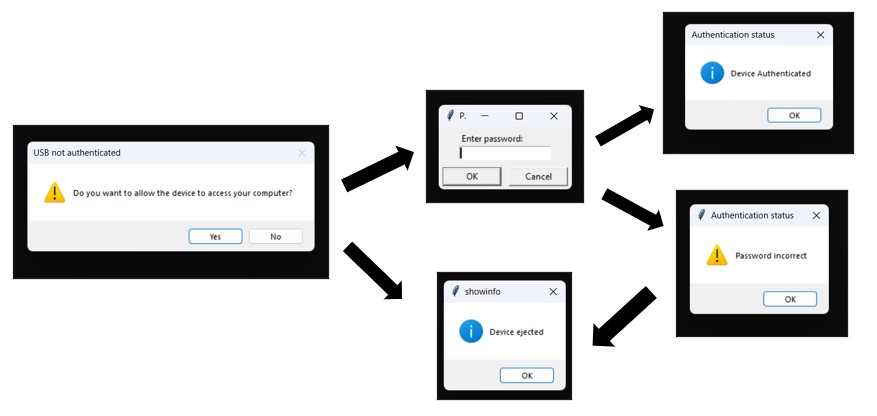 USB not authenticated
Do you want to allow the device to access your computer?
Yes
No
P.
Enter password:
OK
Cancel
Authentication status
Device Authenticated
OK
Authentication status
Password incorrect
OK
showinfo
Device ejected
OK